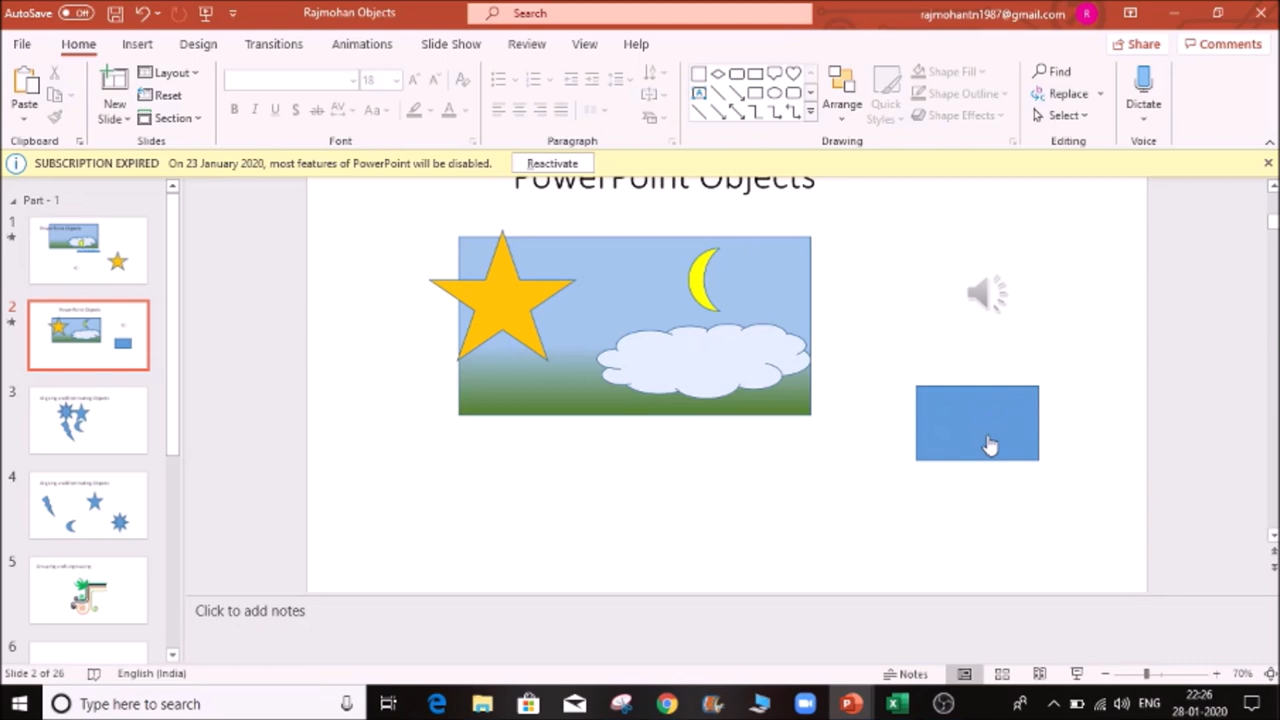 AutoSave Off Rajmohan Objects Search rajmohantn1987@gmail.com R
File Home Insert Design Transitions Animations Slide Show Review View Help Share Comments
Paste
New Slide
Layout
Reset
Section
18
B I U S ab AV Aa A
A
Arrange
Quick Styles
Shape Fill
Shape Outline
Shape Effects
Find
Replace
Select
Dictate
Clipboard Slides Font Paragraph Drawing Editing Voice
SUBSCRIPTION EXPIRED On 23 January 2020, most features of PowerPoint will be disabled. Reactivate
Part - 1
1
2
3
4
5
6
PowerPoint Objects
Click to add notes
Slide 2 of 26 English (India) Notes 70%
Type here to search
ENG
22:26
28-01-2020